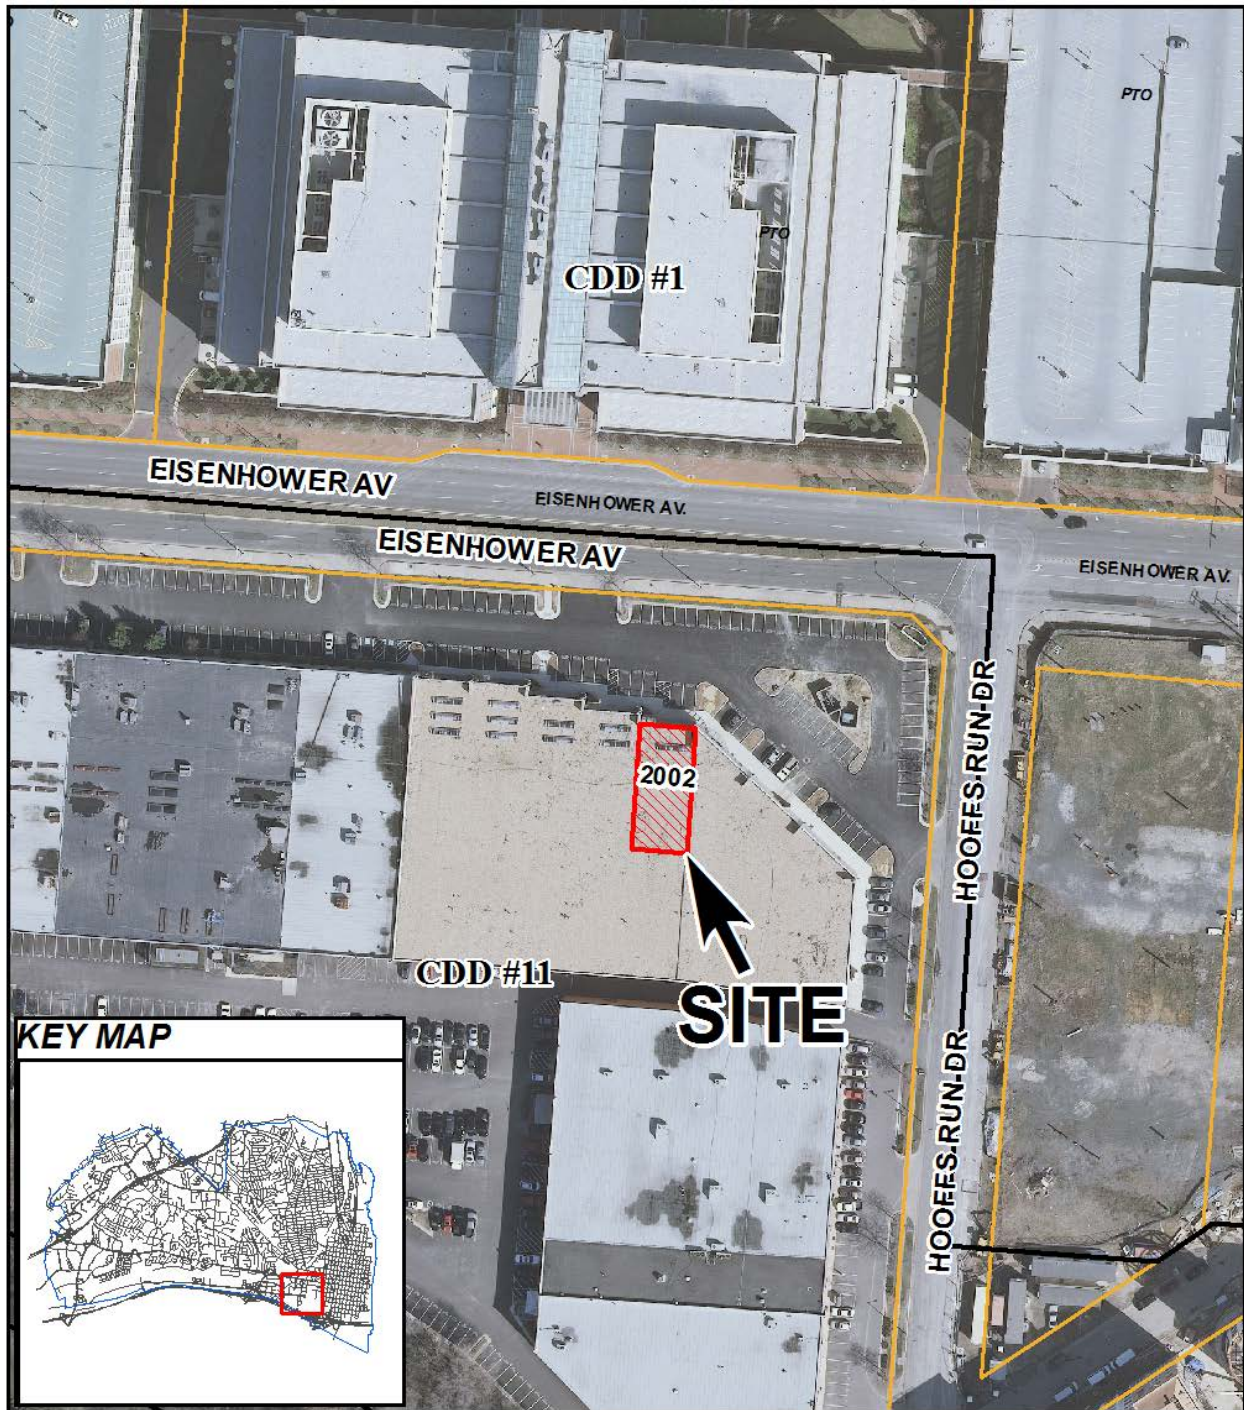 PTO
PTO
CDD #1
EISENHOWER AV
EISENHOWER AV.
EISENHOWER AV
EISENHOWER AV.
HOOFFS RUN DR
2002
CDD #11
SITE
HOOFFS RUN DR
KEY MAP